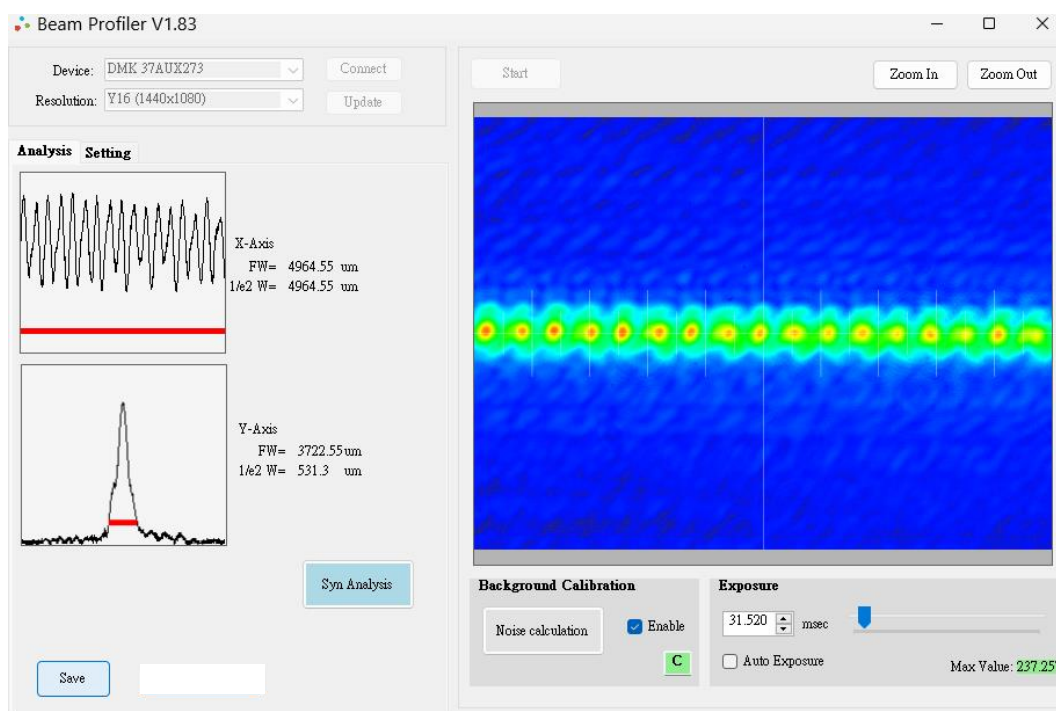 Beam Profiler V1.83
Device: DMK 37AUX273 Connect
Resolution: Y16 (1440x1080) Update
Start
Zoom In Zoom Out
Analysis Setting
X-Axis
FW= 4964.55 um
1/e2 W= 4964.55 um
Y-Axis
FW= 3722.55um
1/e2 W= 531.3 um
Syn Analysis
Save
Background Calibration
Noise calculation
Enable
C
Exposure
31.520 msec
Auto Exposure
Max Value: 237.25